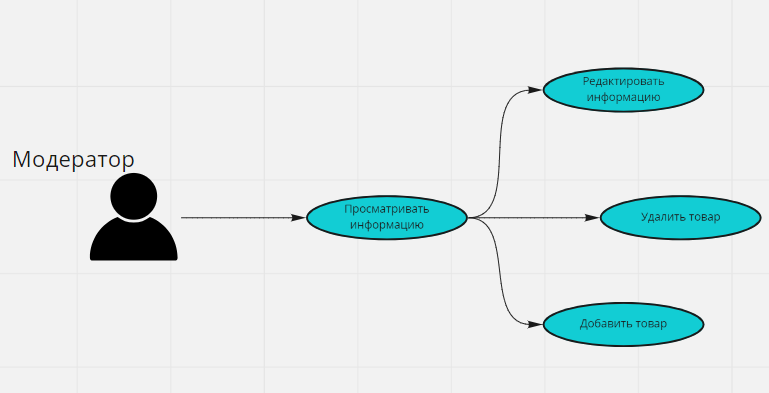 Модератор
Просматривать
информацию
Редактировать
информацию
Удалить товар
Добавить товар